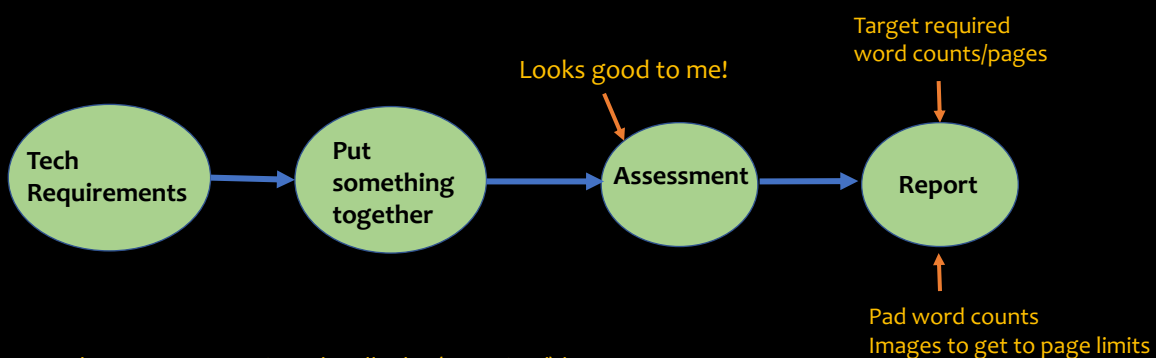 Target required
word counts/pages
Looks good to me!
Tech
Requirements
Put
something
together
Assessment
Report
Pad word counts
Images to get to page limits